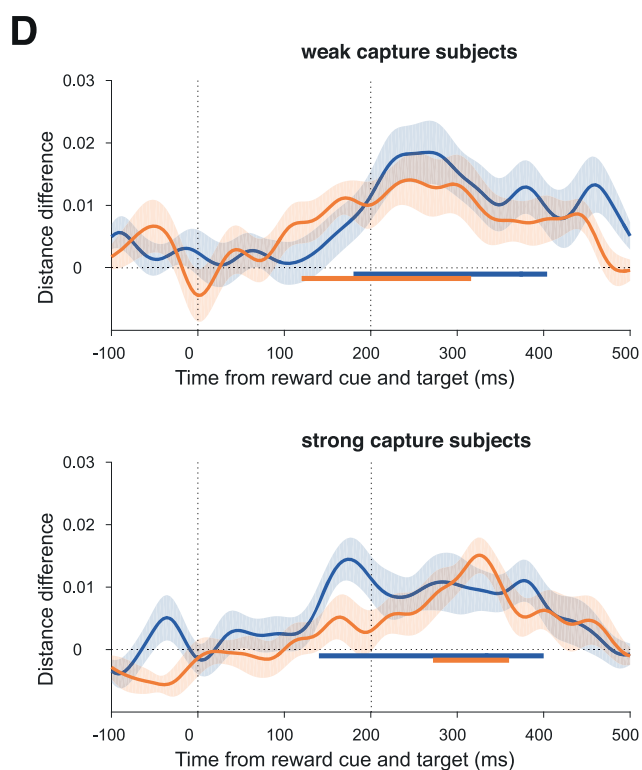 D
weak capture subjects
0.03
0.02
0.01
0
Distance difference
-100 0 100 200 300 400 500
Time from reward cue and target (ms)
strong capture subjects
0.03
0.02
0.01
0
Distance difference
-100 0 100 200 300 400 500
Time from reward cue and target (ms)